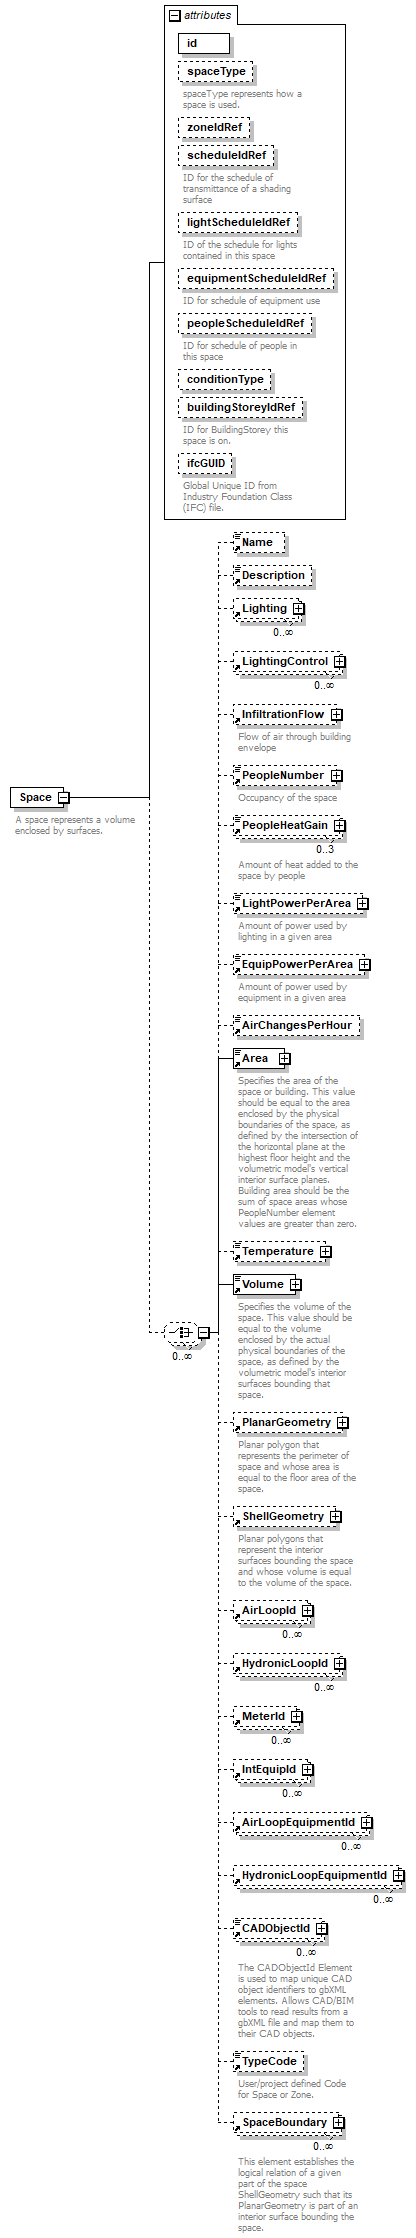 attributes
id
spaceType
spaceType represents how a
space is used.
zoneIdRef
scheduleIdRef
ID for the schedule of
transmittance of a shading
surface
lightScheduleIdRef
ID of the schedule for lights
contained in this space
equipmentScheduleIdRef
ID for schedule of equipment use
peopleScheduleIdRef
ID for schedule of people in
this space
conditionType
buildingStoreyIdRef
ID for BuildingStorey this
space is on.
ifcGUID
Global Unique ID from
Industry Foundation Class
(IFC) file.
Name
Description
Lighting
0..∞
LightingControl
0..∞
InfiltrationFlow
Flow of air through building
envelope
PeopleNumber
Occupancy of the space
Space
A space represents a volume
enclosed by surfaces.
PeopleHeatGain
0..3
Amount of heat added to the
space by people
LightPowerPerArea
Amount of power used by
lighting in a given area
EquipPowerPerArea
Amount of power used by
equipment in a given area
AirChangesPerHour
Area
Specifies the area of the
space or building. This value
should be equal to the area
enclosed by the physical
boundaries of the space, as
defined by the intersection of
the horizontal plane at the
highest floor height and the
volumetric model's vertical
interior surface planes.
Building area should be the
sum of space areas whose
PeopleNumber element
values are greater than zero.
Temperature
Volume
Specifies the volume of the
space. This value should be
equal to the volume
enclosed by the actual
physical boundaries of the
space, as defined by the
volumetric model's interior
surfaces bounding that
space.
0..∞
PlanarGeometry
Planar polygon that
represents the perimeter of
space and whose area is
equal to the floor area of the
space.
ShellGeometry
Planar polygons that
represent the interior
surfaces bounding the space
and whose volume is equal
to the volume of the space.
AirLoopId
0..∞
HydronicLoopId
0..∞
MeterId
0..∞
IntEquipId
0..∞
AirLoopEquipmentId
0..∞
HydronicLoopEquipmentId
0..∞
CADObjectId
0..∞
The CADObjectId Element
is used to map unique CAD
object identifiers to gbXML
elements. Allows CAD/BIM
tools to read results from a
gbXML file and map them to
their CAD objects.
TypeCode
User/project defined Code
for Space or Zone.
SpaceBoundary
0..∞
This element establishes the
logical relation of a given
part of the space
ShellGeometry such that its
PlanarGeometry is part of an
interior surface bounding the
space.